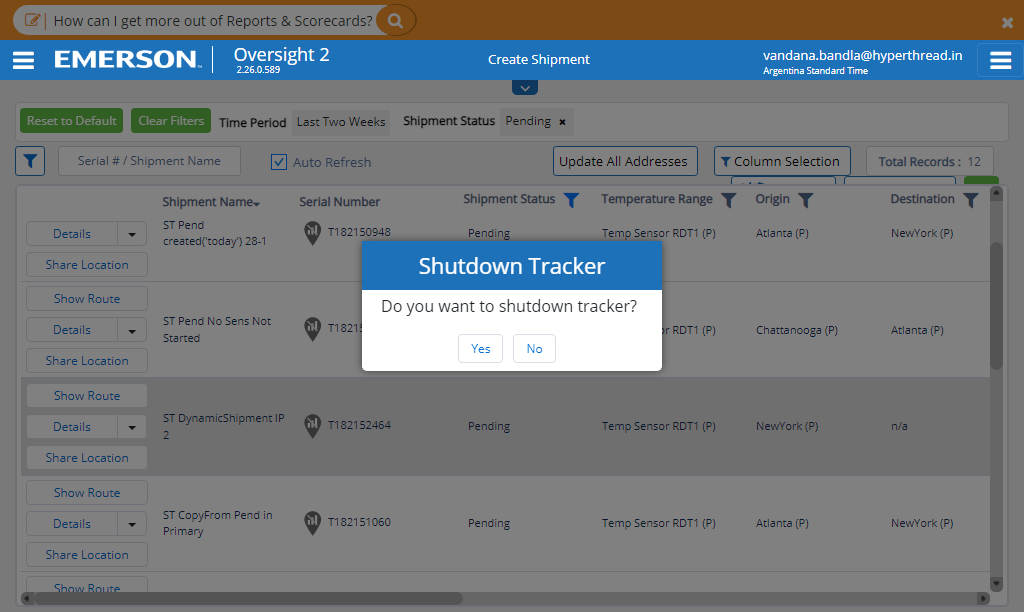 How can I get more out of Reports & Scorecards?
EMERSON
Oversight 2
2.26.0.589
Create Shipment
vandana.bandla@hyperthread.in
Argentina Standard Time
Reset to Default
Clear Filters
Time Period
Last Two Weeks
Shipment Status
Pending ×
Serial # / Shipment Name
Auto Refresh
Update All Addresses
Column Selection
Total Records : 12
Shipment Name
Serial Number
Shipment Status
Temperature Range
Origin
Destination
Details
Share Location
ST Pend
created('today') 28-1
T182150948
Pending
Temp Sensor RDT1 (P)
Atlanta (P)
NewYork (P)
Show Route
Details
Share Location
ST Pend No Sens Not
Started
Chattanooga (P)
Atlanta (P)
Shutdown Tracker
Do you want to shutdown tracker?
Yes
No
Show Route
Details
Share Location
ST DynamicShipment IP
2
T182152464
Pending
Temp Sensor RDT1 (P)
NewYork (P)
n/a
Show Route
Details
Share Location
ST CopyFrom Pend in
Primary
T182151060
Pending
Temp Sensor RDT1 (P)
Atlanta (P)
NewYork (P)
Show Route